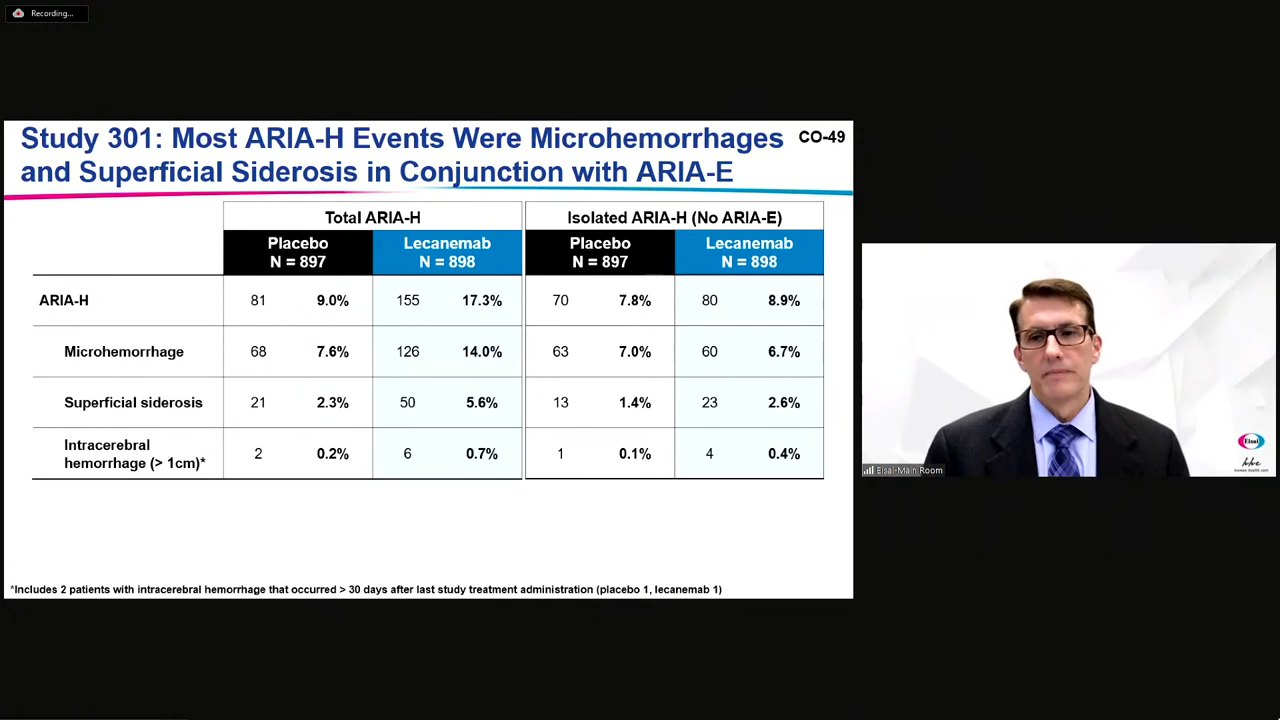 Recording...
Study 301: Most ARIA-H Events Were Microhemorrhages
and Superficial Siderosis in Conjunction with ARIA-E
CO-49
Total ARIA-H
Isolated ARIA-H (No ARIA-E)
Placebo
N = 897
Lecanemab
N = 898
Placebo
N = 897
Lecanemab
N = 898
ARIA-H 81 9.0% 155 17.3% 70 7.8% 80 8.9%
Microhemorrhage 68 7.6% 126 14.0% 63 7.0% 60 6.7%
Superficial siderosis 21 2.3% 50 5.6% 13 1.4% 23 2.6%
Intracerebral
hemorrhage (> 1cm)* 2 0.2% 6 0.7% 1 0.1% 4 0.4%
*Includes 2 patients with intracerebral hemorrhage that occurred > 30 days after last study treatment administration (placebo 1, lecanemab 1)
Eisai
hhc
Eisai-Main Room